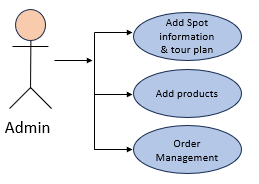 Add Spot
information
& tour plan
Add products
Admin
Order
Management